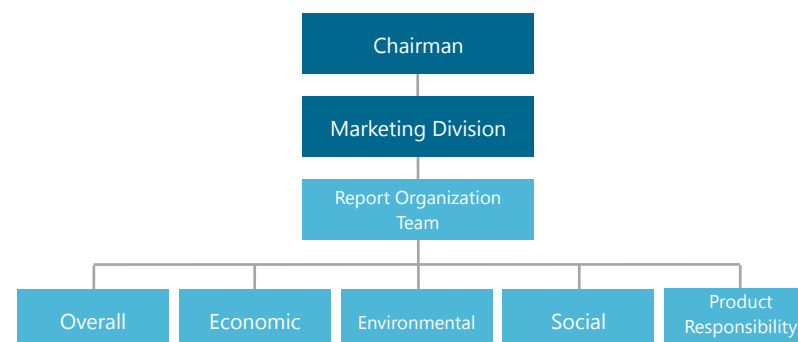 Chairman
Marketing Division
Report Organization
Team
Overall
Economic
Environmental
Social
Product
Responsibility